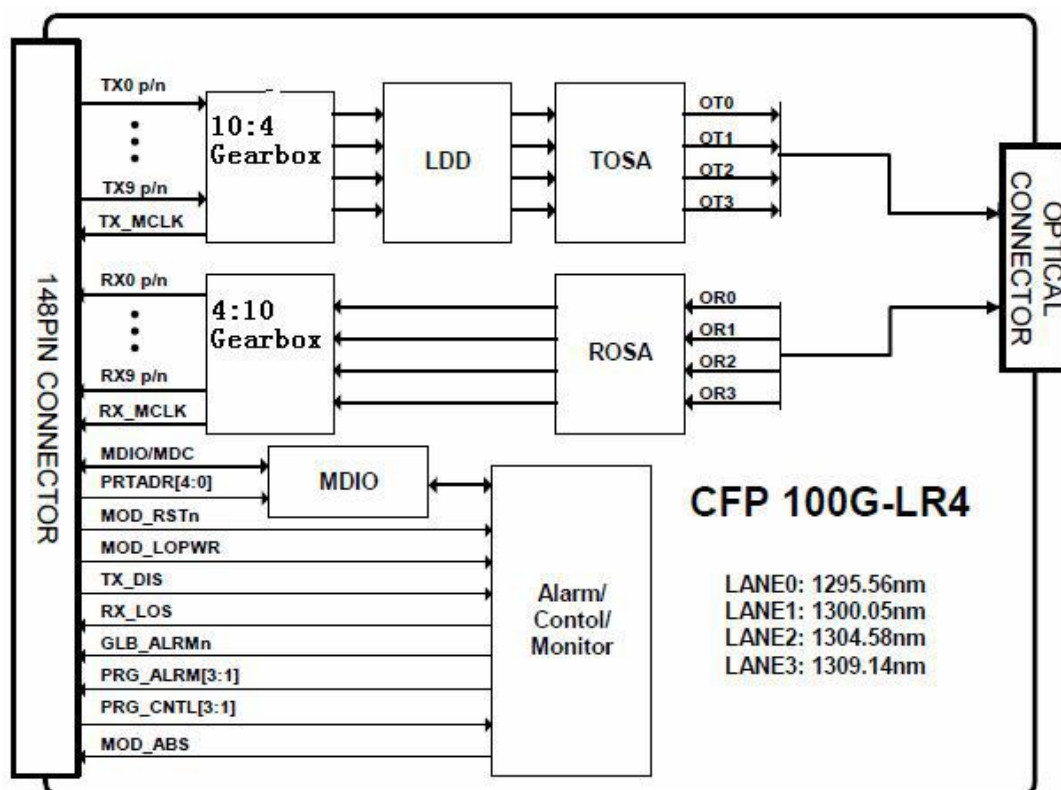 148PIN CONNECTOR
TX0 p/n
TX9 p/n
TX_MCLK
10:4
Gearbox
LDD
TOSA
OT0
OT1
OT2
OT3
OPTICAL
CONNECTOR
RX0 p/n
RX9 p/n
RX_MCLK
4:10
Gearbox
ROSA
OR0
OR1
OR2
OR3
MDIO/MDC
PRTADR[4:0]
MOD_RSTn
MOD_LOPWR
TX_DIS
RX_LOS
GLB_ALRMn
PRG_ALRM[3:1]
PRG_CNTL[3:1]
MOD_ABS
MDIO
Alarm/
Contol/
Monitor
CFP 100G-LR4
LANE0: 1295.56nm
LANE1: 1300.05nm
LANE2: 1304.58nm
LANE3: 1309.14nm